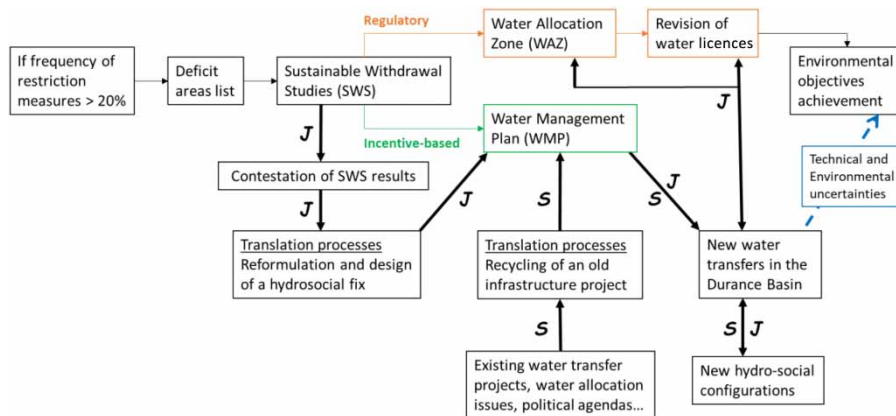 Regulatory
Water Allocation
Zone (WAZ)
Revision of
water licences
If frequency of
restriction
measures > 20%
Deficit
areas list
Sustainable Withdrawal
Studies (SWS)
Environmental
objectives
achievement
J
J
Incentive-based
Water Management
Plan (WMP)
Technical and
Environmental
uncertainties
Contestation of SWS results
J
J
S
S
J
Translation processes
Reformulation and design
of a hydrosocial fix
Translation processes
Recycling of an old
infrastructure project
New water
transfers in the
Durance Basin
S
S
J
Existing water transfer
projects, water allocation
issues, political agendas...
New hydro-social
configurations